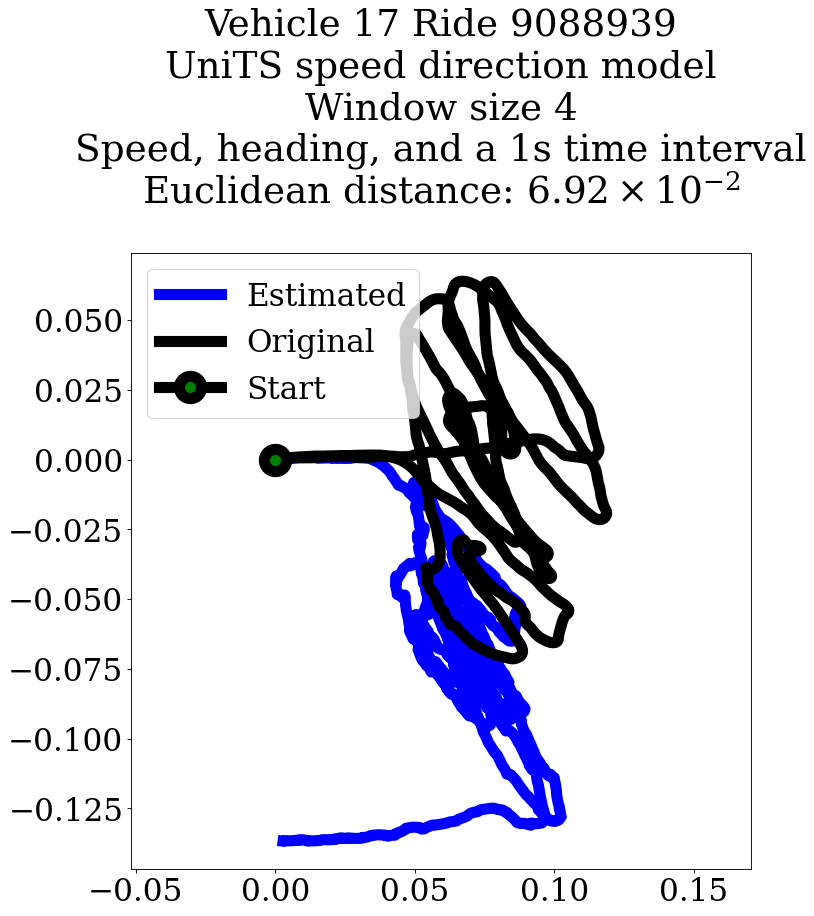 Vehicle 17 Ride 9088939
UniTS speed direction model
Window size 4
Speed, heading, and a 1s time interval
Euclidean distance: 6.92 × 10⁻²
Estimated
Original
Start
0.050
0.025
0.000
−0.025
−0.050
−0.075
−0.100
−0.125
−0.05 0.00 0.05 0.10 0.15